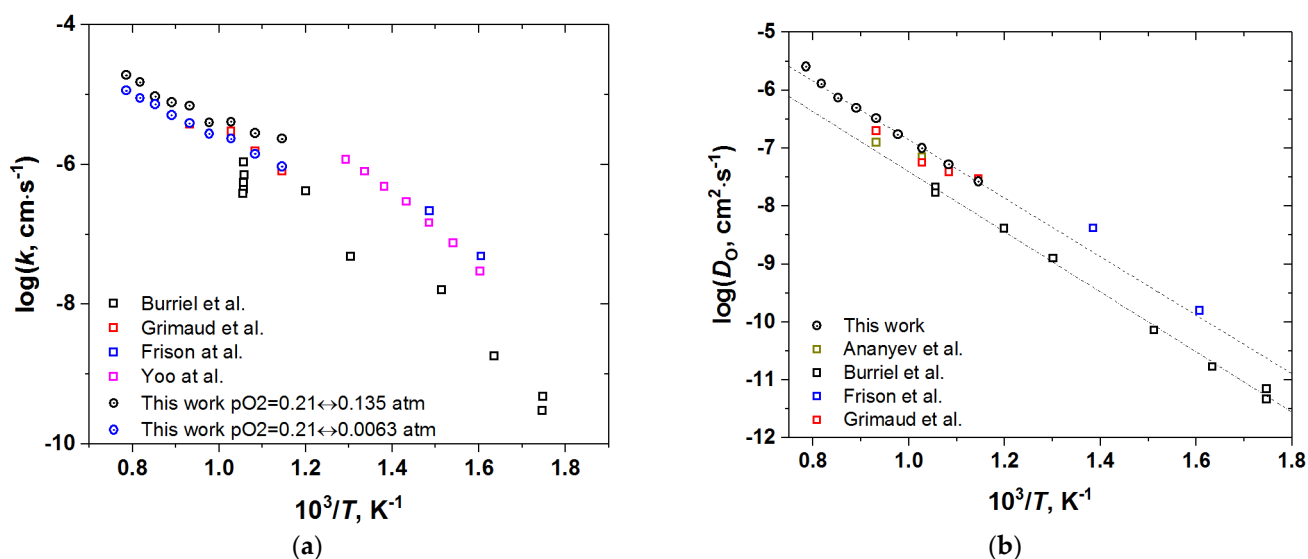 -4
-6
-8
-10
log(k, cm·s⁻¹)
Burriel et al.
Grimaud et al.
Frison at al.
Yoo at al.
This work pO2=0.21↔0.135 atm
This work pO2=0.21↔0.0063 atm
0.8 1.0 1.2 1.4 1.6 1.8
10³/T, K⁻¹
(a)
-5
-6
-7
-8
-9
-10
-11
-12
log(D_O, cm²·s⁻¹)
This work
Ananyev et al.
Burriel et al.
Frison et al.
Grimaud et al.
0.8 1.0 1.2 1.4 1.6 1.8
10³/T, K⁻¹
(b)